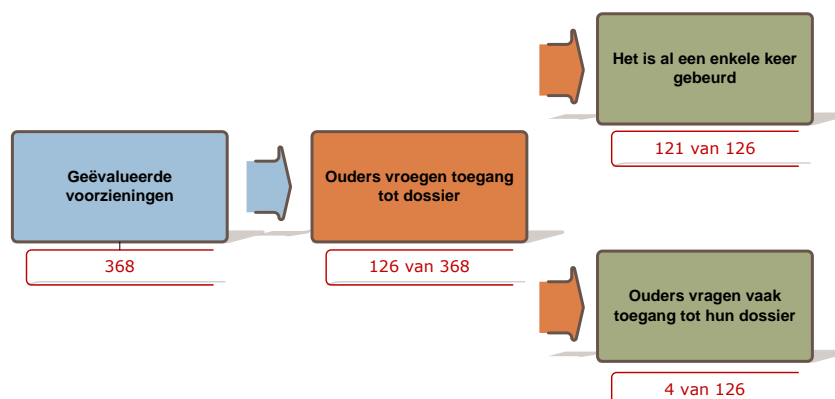 Het is al een enkele keer
gebeurd
121 van 126
Geëvalueerde
voorzieningen
368
Ouders vroegen toegang
tot dossier
126 van 368
Ouders vragen vaak
toegang tot hun dossier
4 van 126